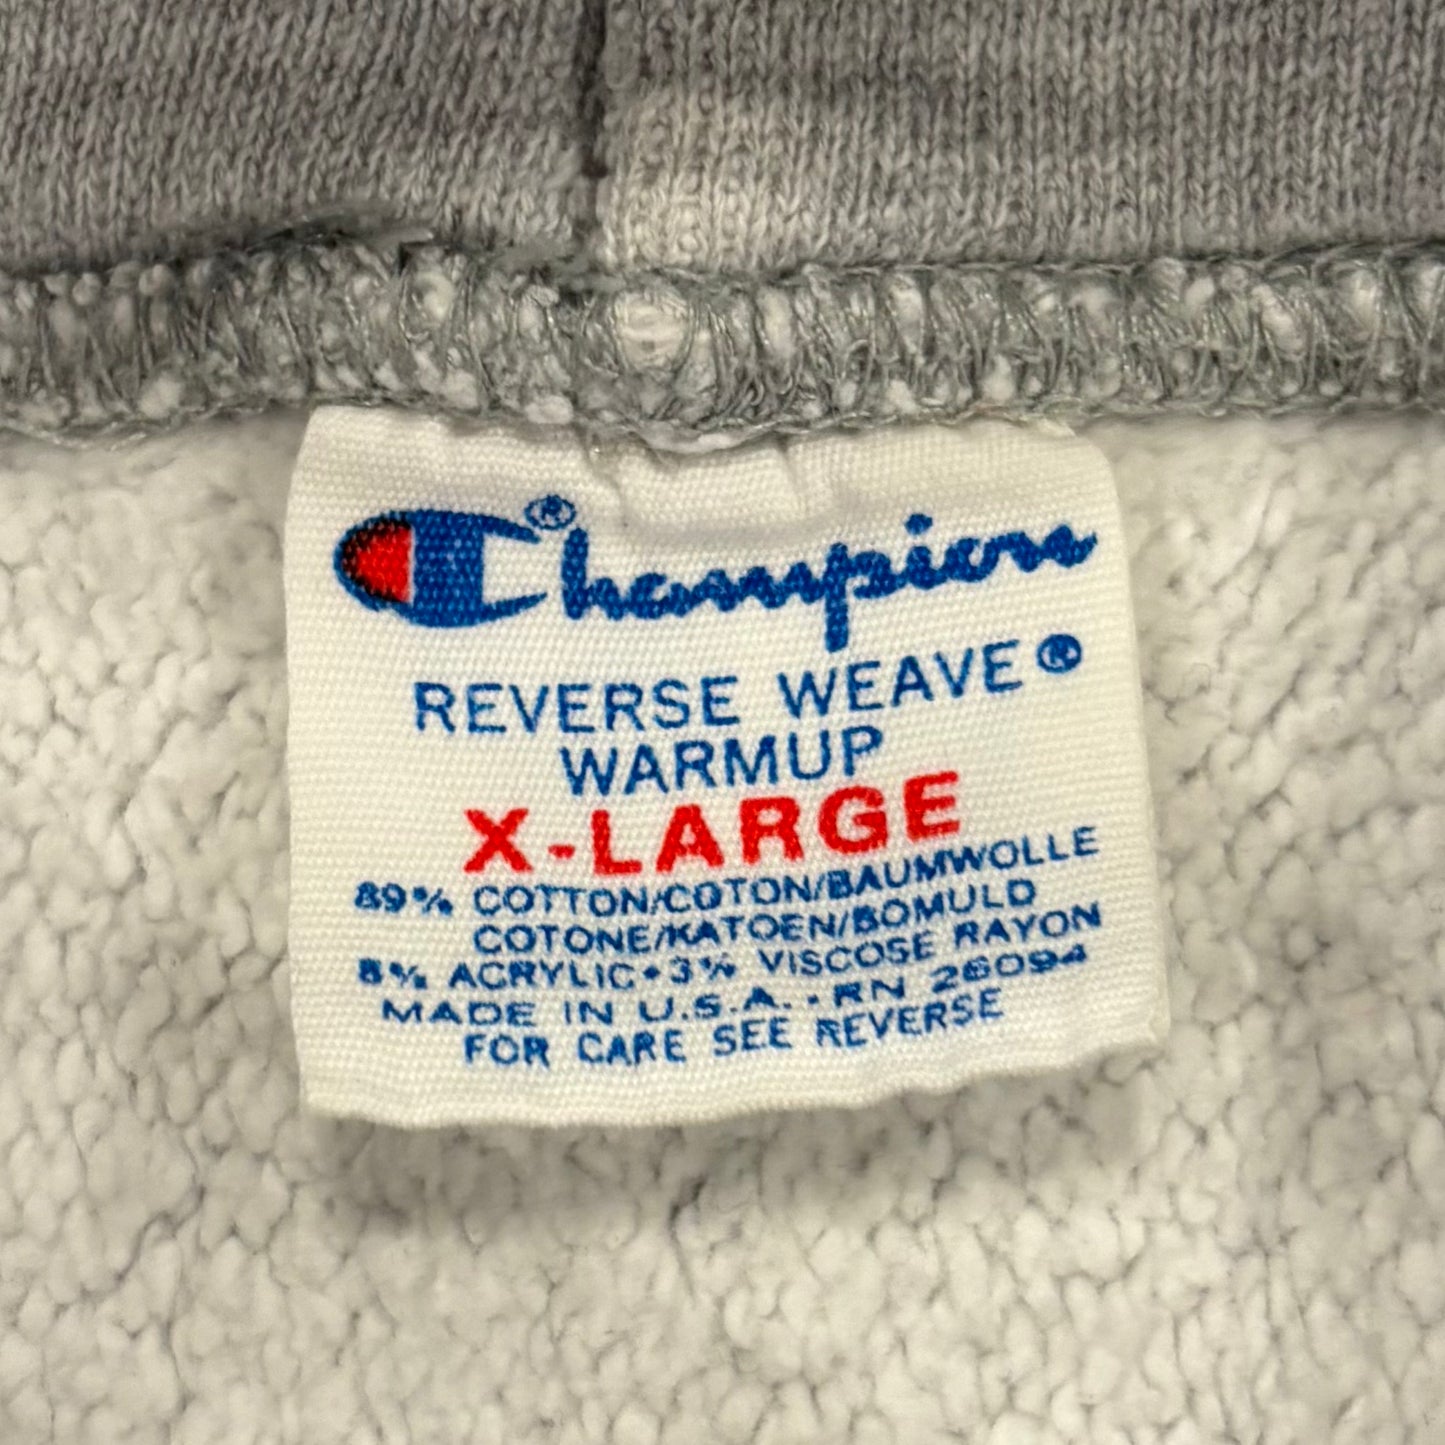 Champion®
REVERSE WEAVE®
WARMUP
X-LARGE
89% COTTON/COTON/BAUMWOLLE
COTONE/KATOEN/BOMULD
8% ACRYLIC•3% VISCOSE RAYON
MADE IN U.S.A.•RN 26094
FOR CARE SEE REVERSE